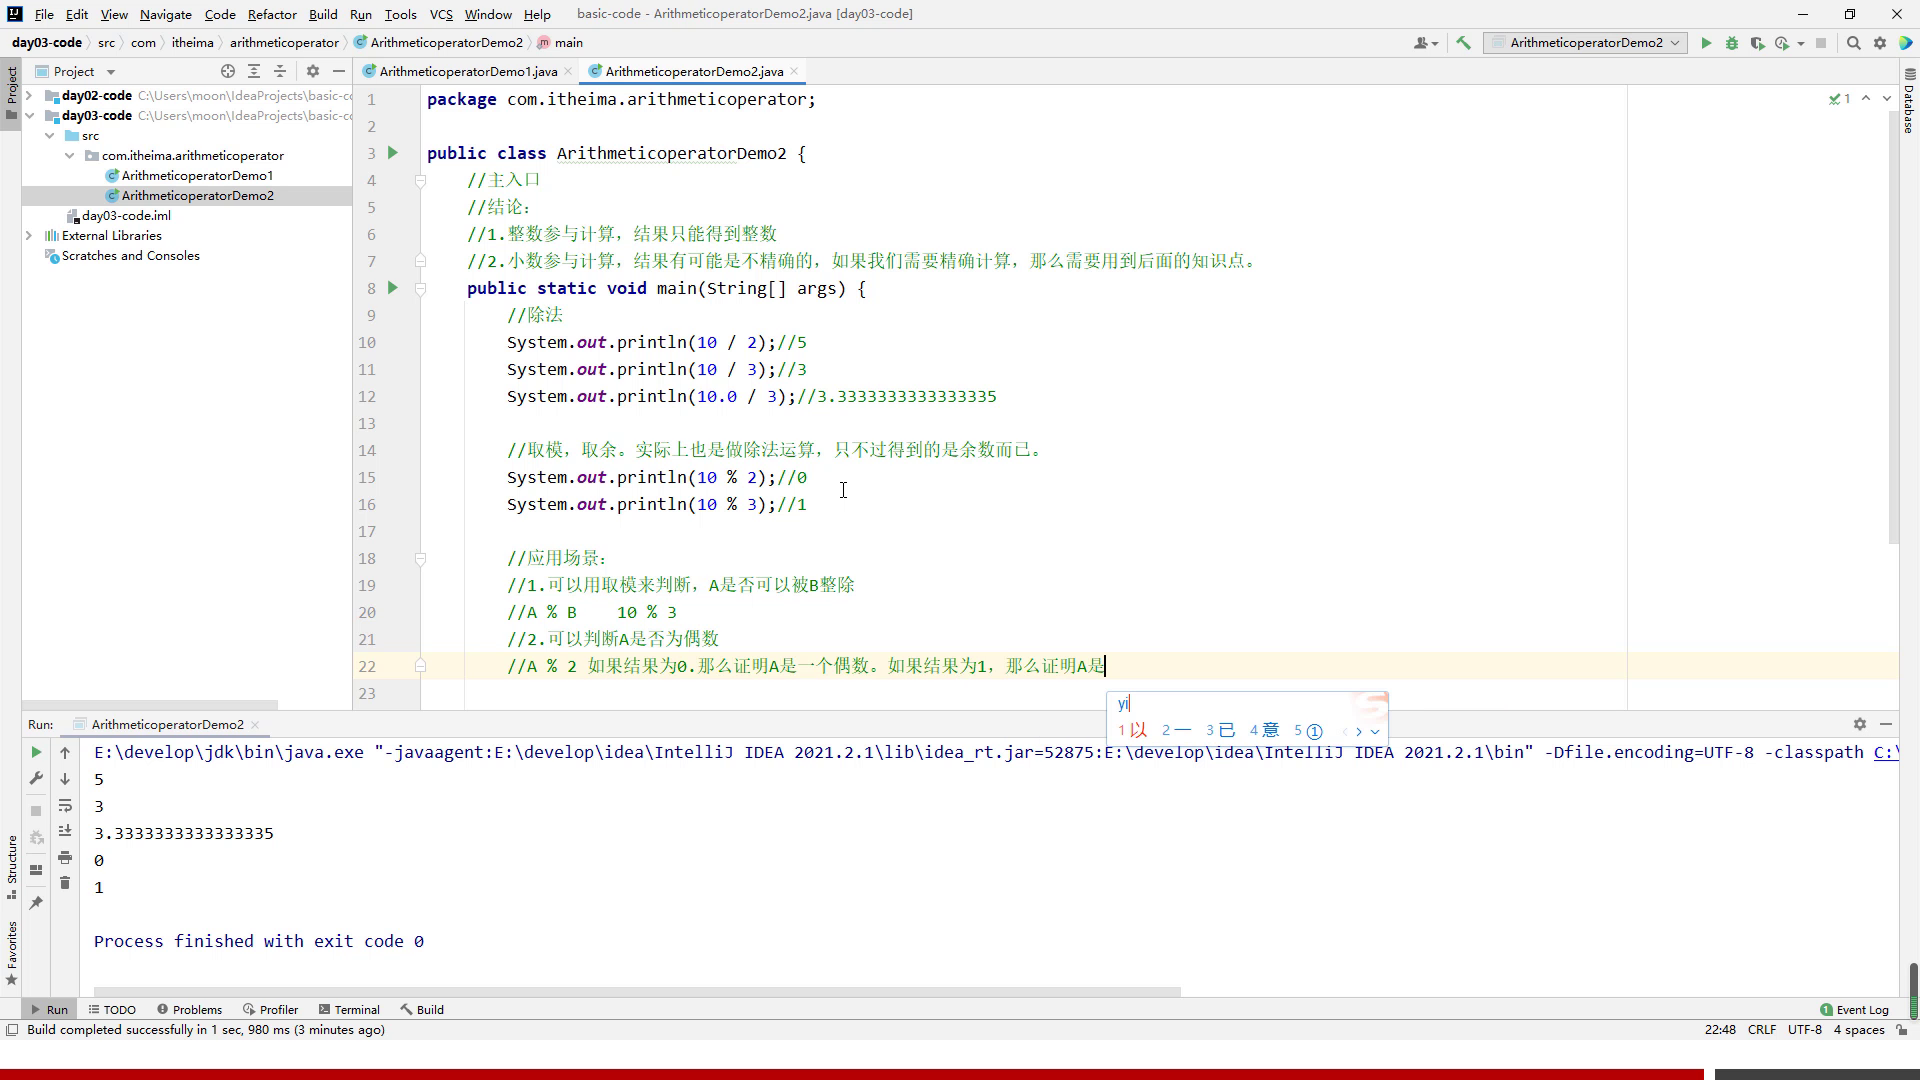 File Edit View Navigate Code Refactor Build Run Tools VCS Window Help basic-code - ArithmeticoperatorDemo2.java [day03-code]
day03-code src com itheima arithmeticoperator ArithmeticoperatorDemo2 main ArithmeticoperatorDemo2
Project
Project
ArithmeticoperatorDemo1.java
ArithmeticoperatorDemo2.java
day02-code C:\Users\moon\IdeaProjects\basic-co
day03-code C:\Users\moon\IdeaProjects\basic-co
src
com.itheima.arithmeticoperator
ArithmeticoperatorDemo1
ArithmeticoperatorDemo2
day03-code.iml
External Libraries
Scratches and Consoles
1 package com.itheima.arithmeticoperator;
2
3 public class ArithmeticoperatorDemo2 {
4 //主入口
5 //结论：
6 //1.整数参与计算，结果只能得到整数
7 //2.小数参与计算，结果有可能是不精确的，如果我们需要精确计算，那么需要用到后面的知识点。
8 public static void main(String[] args) {
9 //除法
10 System.out.println(10 / 2);//5
11 System.out.println(10 / 3);//3
12 System.out.println(10.0 / 3);//3.3333333333333335
13
14 //取模，取余。实际上也是做除法运算，只不过得到的是余数而已。
15 System.out.println(10 % 2);//0
16 System.out.println(10 % 3);//1
17
18 //应用场景：
19 //1.可以用取模来判断，A是否可以被B整除
20 //A % B 10 % 3
21 //2.可以判断A是否为偶数
22 //A % 2 如果结果为0.那么证明A是一个偶数。如果结果为1，那么证明A是
23
1
Database
yi
1以 2一 3已 4意 5①
Run: ArithmeticoperatorDemo2
E:\develop\jdk\bin\java.exe "-javaagent:E:\develop\idea\IntelliJ IDEA 2021.2.1\lib\idea_rt.jar=52875:E:\develop\idea\IntelliJ IDEA 2021.2.1\bin" -Dfile.encoding=UTF-8 -classpath C:\
5
3
3.3333333333333335
0
1
Process finished with exit code 0
Structure
Favorites
Run TODO Problems Profiler Terminal Build 1 Event Log
Build completed successfully in 1 sec, 980 ms (3 minutes ago) 22:48 CRLF UTF-8 4 spaces